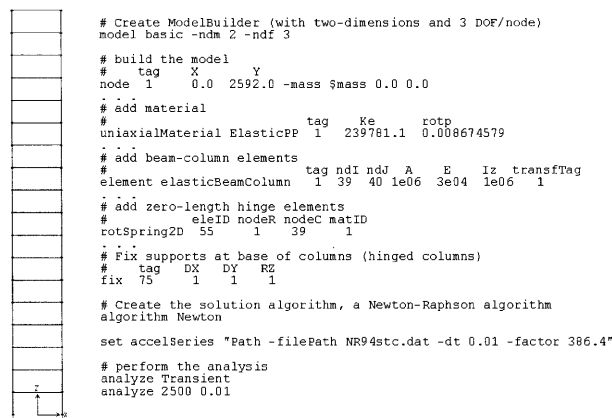 # Create ModelBuilder (with two-dimensions and 3 DOF/node)
model basic -ndm 2 -ndf 3
# build the model
#    tag    X    Y
node 1    0.0  2592.0 -mass $mass 0.0 0.0
. . .
# add material
#    tag    Ke    rotp
uniaxialMaterial ElasticPP  1  239781.1  0.008674579
. . .
# add beam-column elements
#    tag ndI ndJ  A    E    Iz  transfTag
element elasticBeamColumn  1  39  40 1e06  3e04  1e06  1
. . .
# add zero-length hinge elements
#    eleID nodeR nodeC matID
rotSpring2D  55    1    39    1
. . .
# Fix supports at base of columns (hinged columns)
#    tag    DX    DY    RZ
fix  75    1    1    1
# Create the solution algorithm, a Newton-Raphson algorithm
algorithm Newton
set accelSeries "Path -filePath NR94stc.dat -dt 0.01 -factor 386.4"
# perform the analysis
analyze Transient
analyze 2500 0.01
Z
X